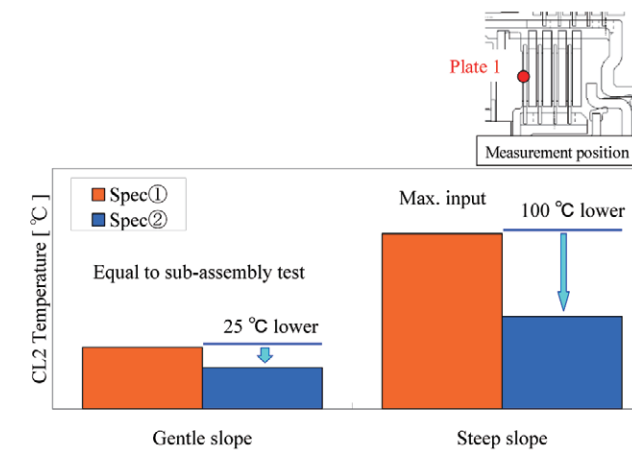 Plate 1
Measurement position
Spec①
Spec②
Max. input
100 ℃ lower
Equal to sub-assembly test
25 ℃ lower
CL2 Temperature [ ℃ ]
Gentle slope
Steep slope